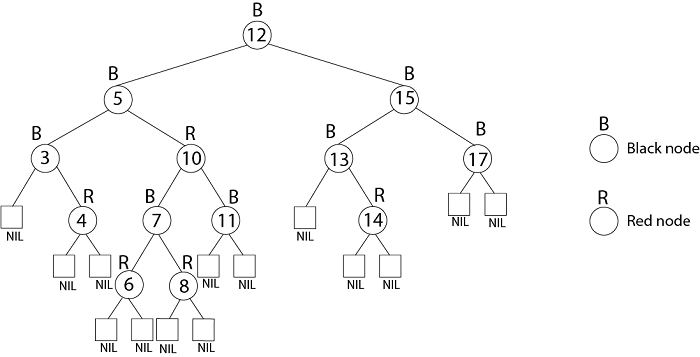 B
12
B
5
B
15
B
3
R
10
B
13
B
17
B
Black node
NIL
R
4
B
7
B
11
NIL
R
14
NIL
NIL
R
Red node
NIL
NIL
R
6
R
8
NIL
NIL
NIL
NIL
NIL
NIL
NIL
NIL